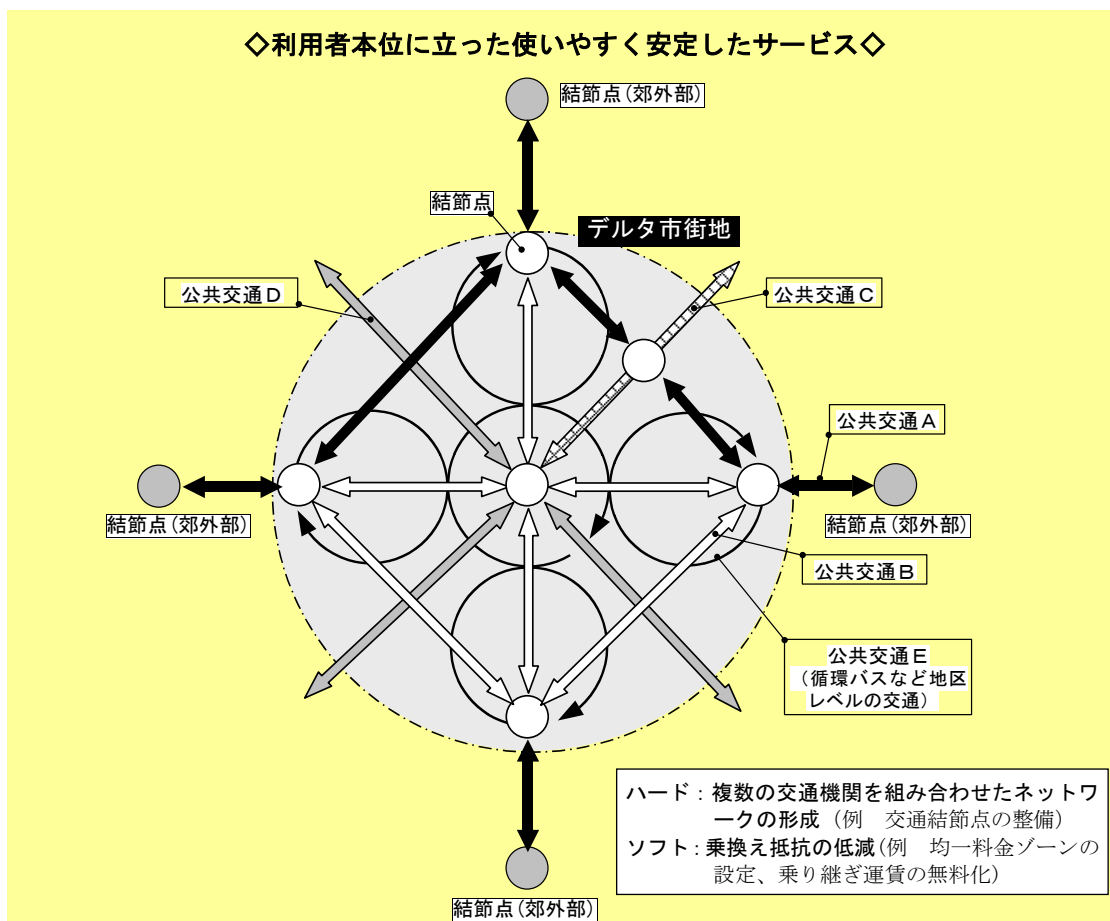 ◇利用者本位に立った使いやすく安定したサービス◇
結節点(郊外部)
結節点
デルタ市街地
公共交通D
公共交通C
公共交通A
結節点(郊外部)
結節点(郊外部)
公共交通B
公共交通E
(循環バスなど地区
レベルの交通)
ハード：複数の交通機関を組み合わせたネットワ
ークの形成（例　交通結節点の整備）
ソフト：乗換え抵抗の低減(例　均一料金ゾーンの
設定、乗り継ぎ運賃の無料化)
結節点(郊外部)